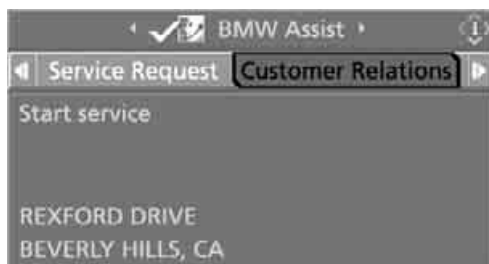 BMW Assist
Service Request Customer Relations
Start service
REXFORD DRIVE
BEVERLY HILLS, CA